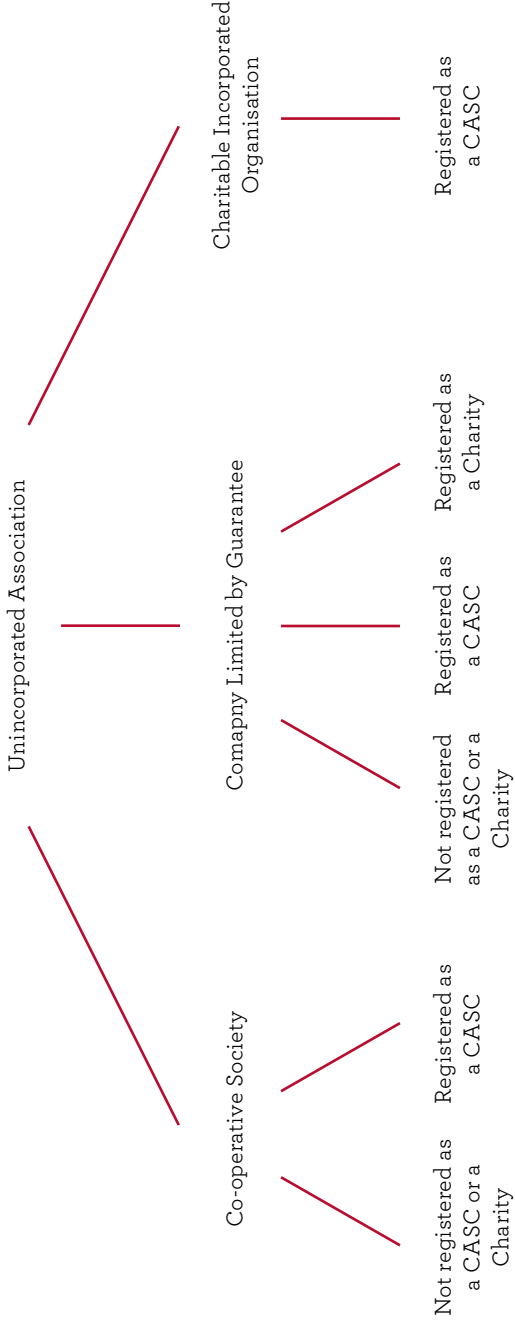 Unincorporated Association
Co-operative Society
Comapny Limited by Guarantee
Charitable Incorporated
Organisation
Not registered as
a CASC or a
Charity
Registered as
a CASC
Not registered
as a CASC or a
Charity
Registered as
a CASC
Registered as
a Charity
Registered as
a CASC